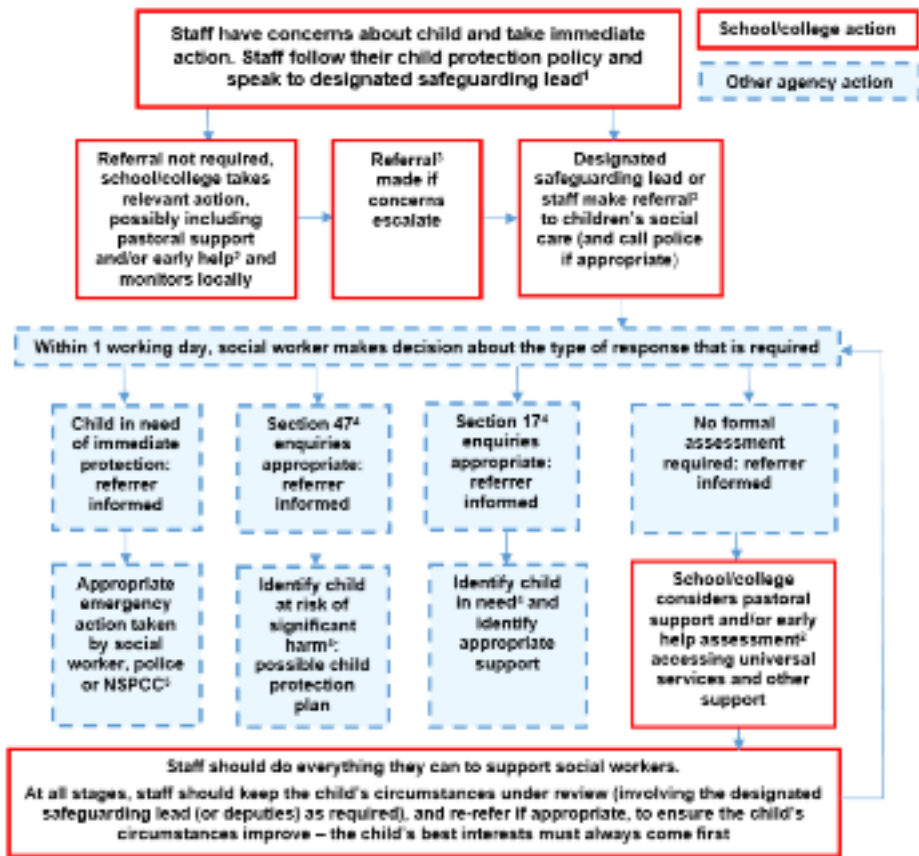 Staff have concerns about child and take immediate
action. Staff follow their child protection policy and
speak to designated safeguarding lead¹
School/college action
Other agency action
Referral not required,
school/college takes
relevant action,
possibly including
pastoral support
and/or early help² and
monitors locally
Referral³
made if
concerns
escalate
Designated
safeguarding lead or
staff make referral³
to children's social
care (and call police
if appropriate)
Within 1 working day, social worker makes decision about the type of response that is required
Child in need
of immediate
protection:
referrer
informed
Section 47⁴
enquiries
appropriate:
referrer
informed
Section 17⁴
enquiries
appropriate:
referrer
informed
No formal
assessment
required: referrer
informed
Appropriate
emergency
action taken
by social
worker, police
or NSPCC⁵
Identify child
at risk of
significant
harm⁴:
possible child
protection
plan
Identify child
in need⁴ and
identify
appropriate
support
School/college
considers pastoral
support and/or early
help assessment²
accessing universal
services and other
support
Staff should do everything they can to support social workers.
At all stages, staff should keep the child's circumstances under review (involving the designated
safeguarding lead (or deputies) as required), and re-refer if appropriate, to ensure the child's
circumstances improve – the child's best interests must always come first